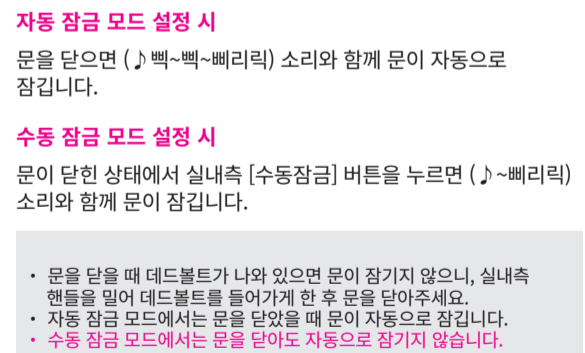 자동 잠금 모드 설정 시
문을 닫으면 (♪삑~삑~삐리릭) 소리와 함께 문이 자동으로
잠깁니다.
수동 잠금 모드 설정 시
문이 닫힌 상태에서 실내측 [수동잠금] 버튼을 누르면 (♪~삐리릭)
소리와 함께 문이 잠깁니다.
• 문을 닫을 때 데드볼트가 나와 있으면 문이 잠기지 않으니, 실내측
핸들을 밀어 데드볼트를 들어가게 한 후 문을 닫아주세요.
• 자동 잠금 모드에서는 문을 닫았을 때 문이 자동으로 잠깁니다.
• 수동 잠금 모드에서는 문을 닫아도 자동으로 잠기지 않습니다.